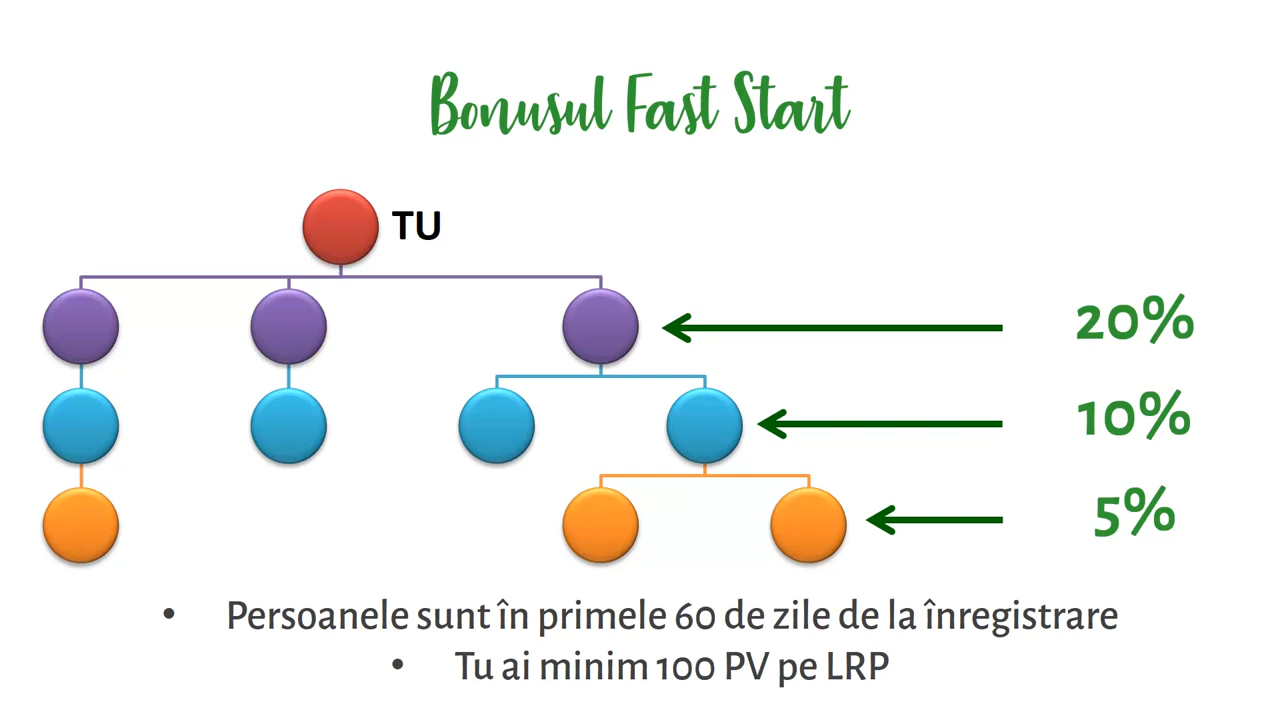 Bonusul Fast Start
TU
20%
10%
5%
• Persoanele sunt în primele 60 de zile de la înregistrare
• Tu ai minim 100 PV pe LRP